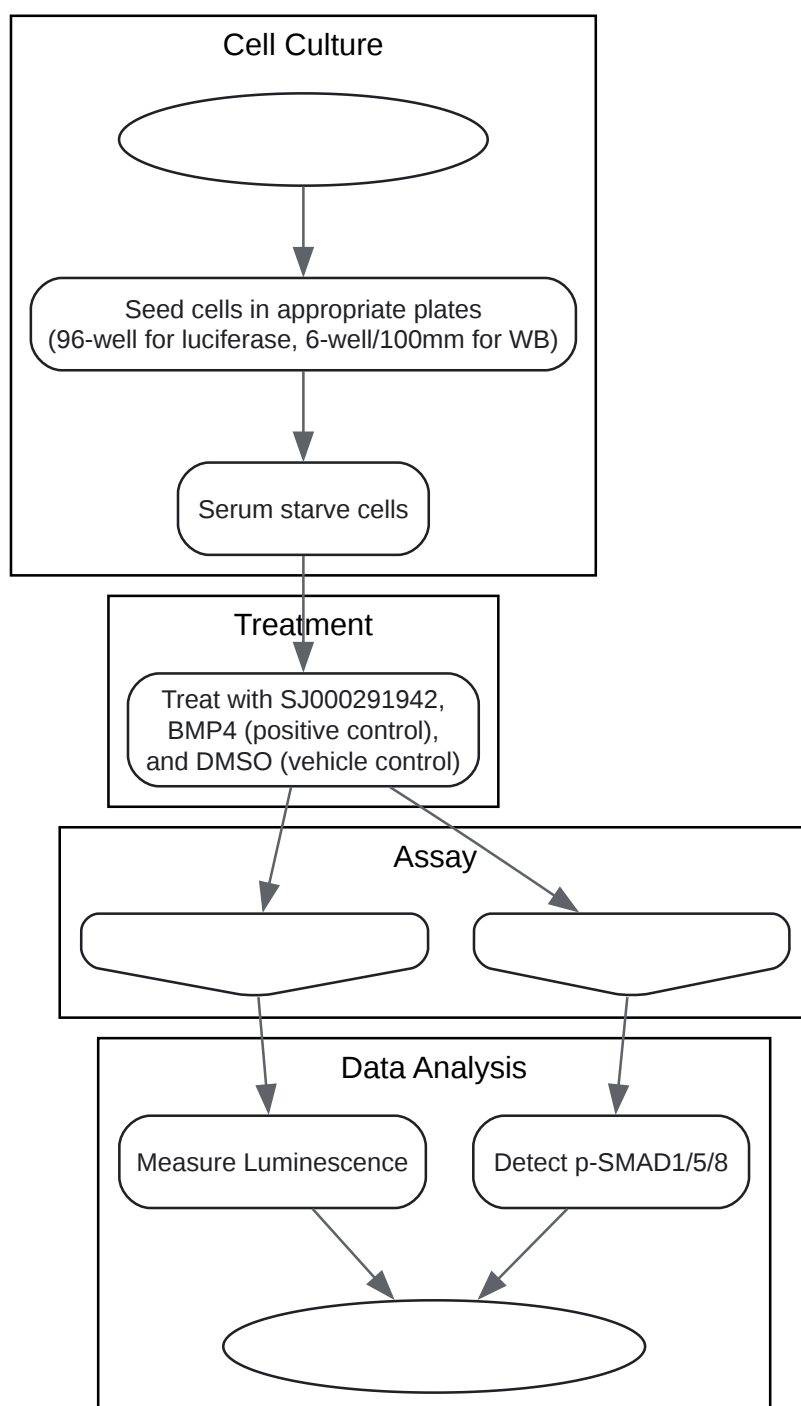 Cell Culture
Seed cells in appropriate plates
(96-well for luciferase, 6-well/100mm for WB)
Serum starve cells
Treatment
Treat with SJ000291942,
BMP4 (positive control),
and DMSO (vehicle control)
Assay
Data Analysis
Measure Luminescence
Detect p-SMAD1/5/8